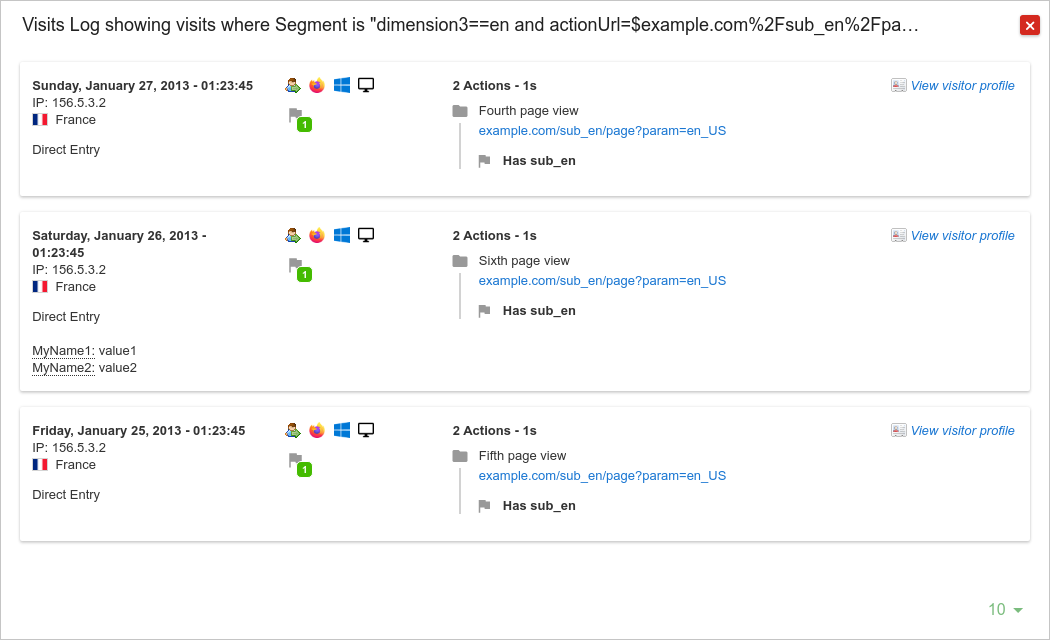 Visits Log showing visits where Segment is "dimension3==en and actionUrl=$example.com%2Fsub_en%2Fpa…
Sunday, January 27, 2013 - 01:23:45
IP: 156.5.3.2
France
Direct Entry
1
2 Actions - 1s
Fourth page view
example.com/sub_en/page?param=en_US
Has sub_en
View visitor profile
Saturday, January 26, 2013 -
01:23:45
IP: 156.5.3.2
France
Direct Entry
MyName1: value1
MyName2: value2
1
2 Actions - 1s
Sixth page view
example.com/sub_en/page?param=en_US
Has sub_en
View visitor profile
Friday, January 25, 2013 - 01:23:45
IP: 156.5.3.2
France
Direct Entry
1
2 Actions - 1s
Fifth page view
example.com/sub_en/page?param=en_US
Has sub_en
View visitor profile
10